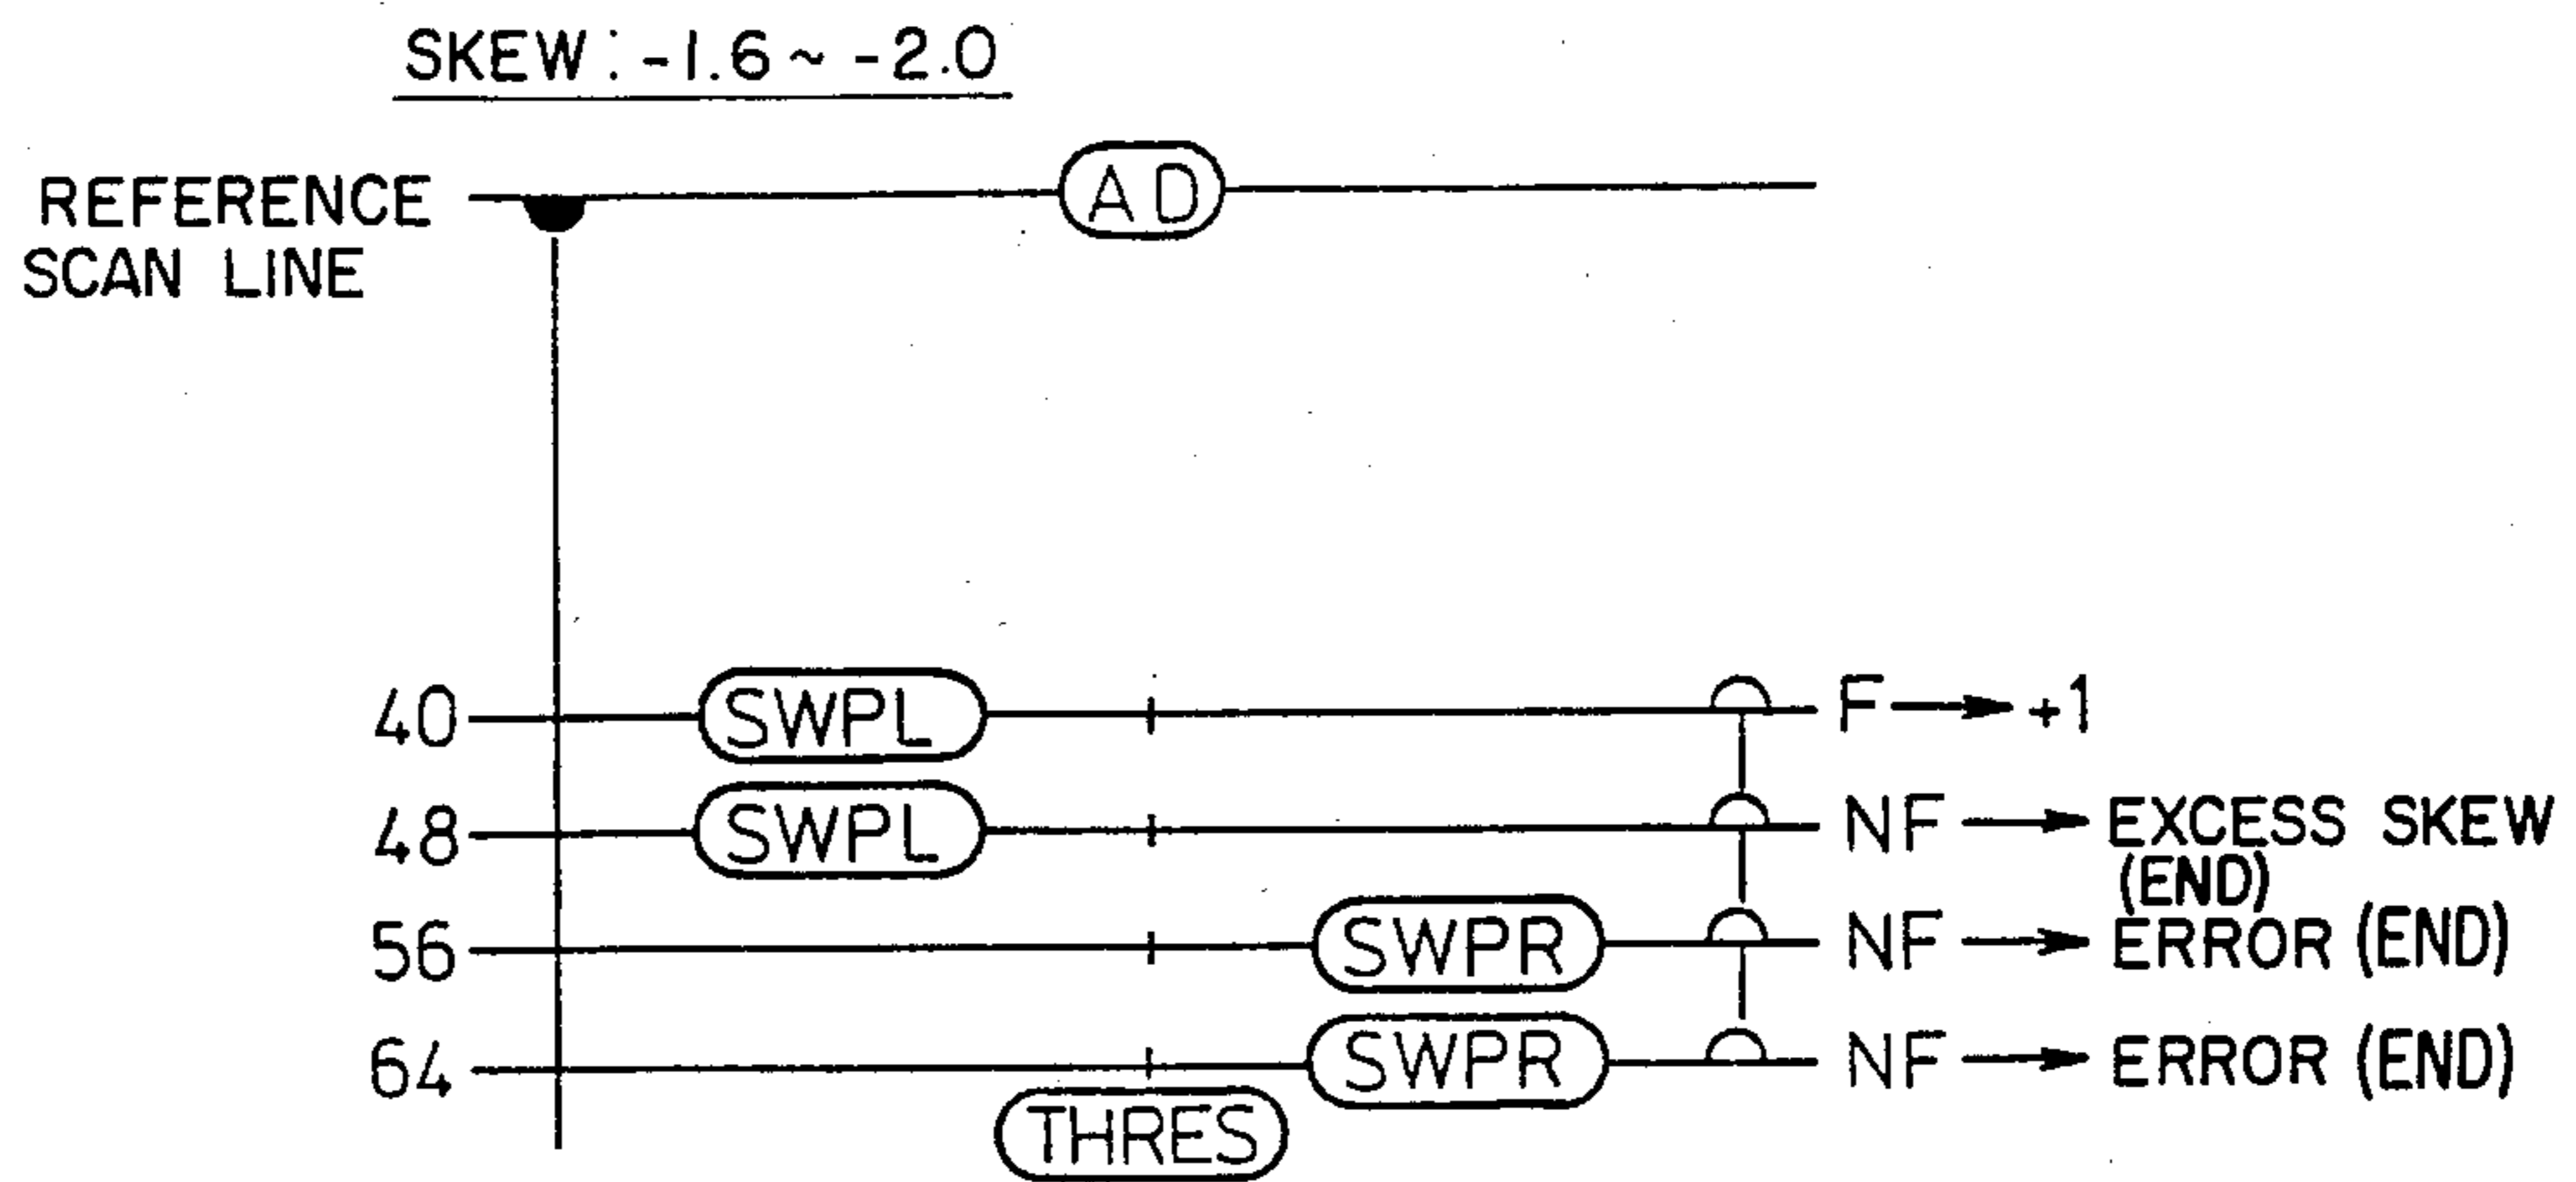 SKEW: -1.6 ~ -2.0
REFERENCE
SCAN LINE
AD
40 SWPL F → +1
48 SWPL NF → EXCESS SKEW
(END)
56 SWPR NF → ERROR (END)
64 SWPR NF → ERROR (END)
THRES